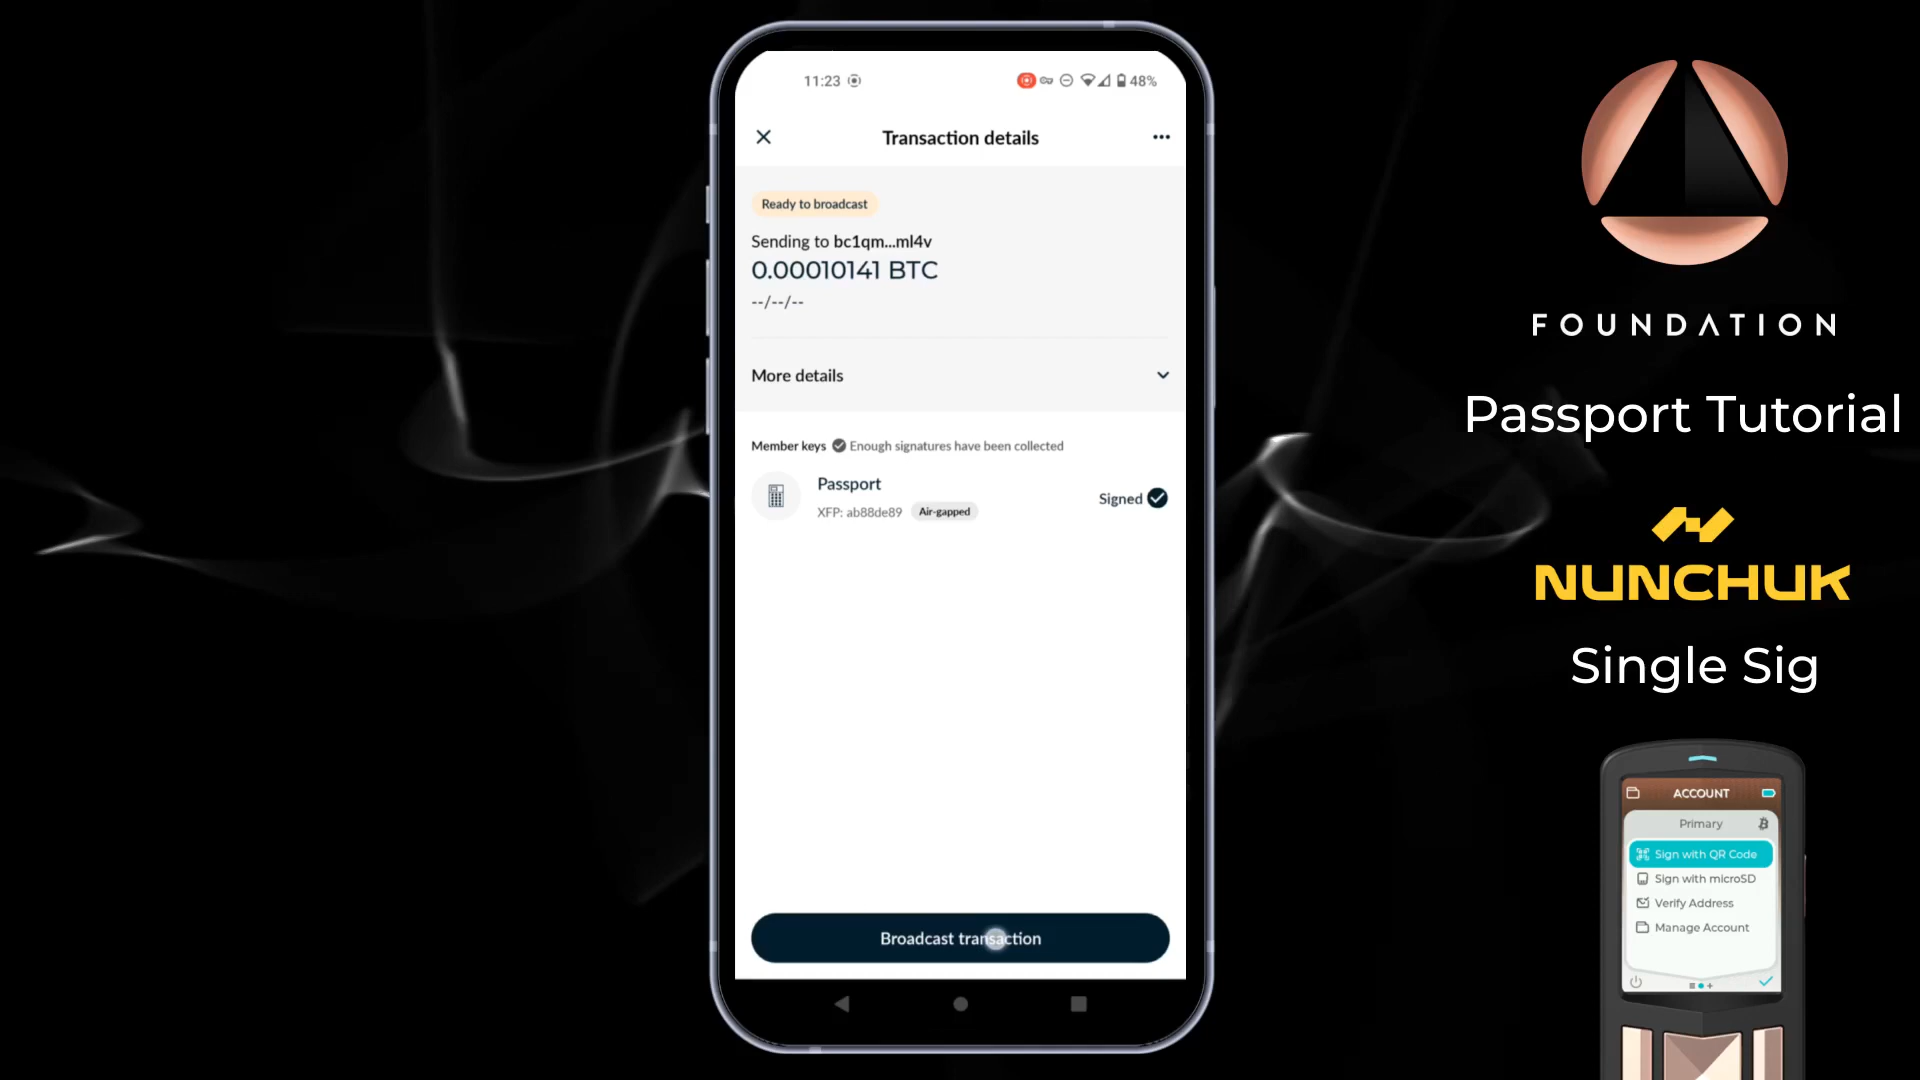 11:23
48%
Transaction details
Ready to broadcast
Sending to bc1qm...ml4v
0.00010141 BTC
--/--/--
More details
Member keys Enough signatures have been collected
Passport
XFP: ab88de89 Air-gapped
Signed
Broadcast transaction
FOUNDATION
Passport Tutorial
NUNCHUK
Single Sig
ACCOUNT
Primary
Sign with QR Code
Sign with microSD
Verify Address
Manage Account